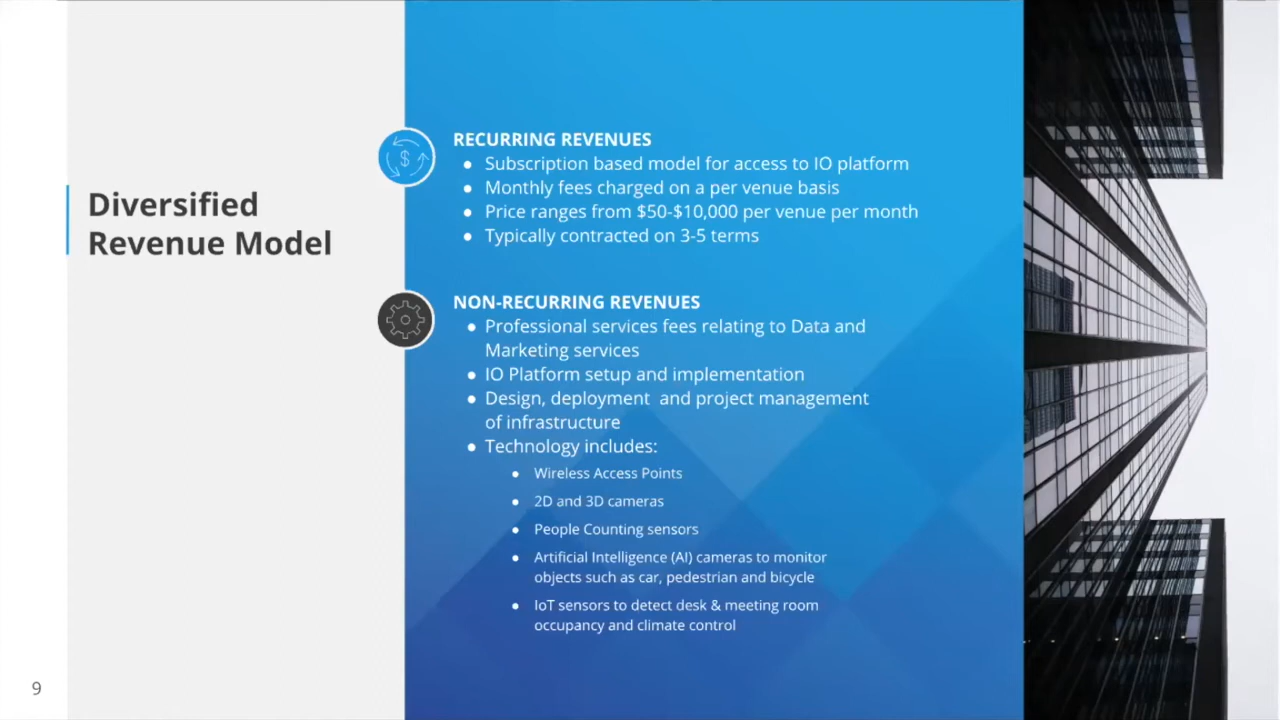 Diversified
Revenue Model
RECURRING REVENUES
● Subscription based model for access to IO platform
● Monthly fees charged on a per venue basis
● Price ranges from $50-$10,000 per venue per month
● Typically contracted on 3-5 terms
NON-RECURRING REVENUES
● Professional services fees relating to Data and
Marketing services
● IO Platform setup and implementation
● Design, deployment  and project management
of infrastructure
● Technology includes:
● Wireless Access Points
● 2D and 3D cameras
● People Counting sensors
● Artificial Intelligence (AI) cameras to monitor
objects such as car, pedestrian and bicycle
● IoT sensors to detect desk & meeting room
occupancy and climate control
$
9